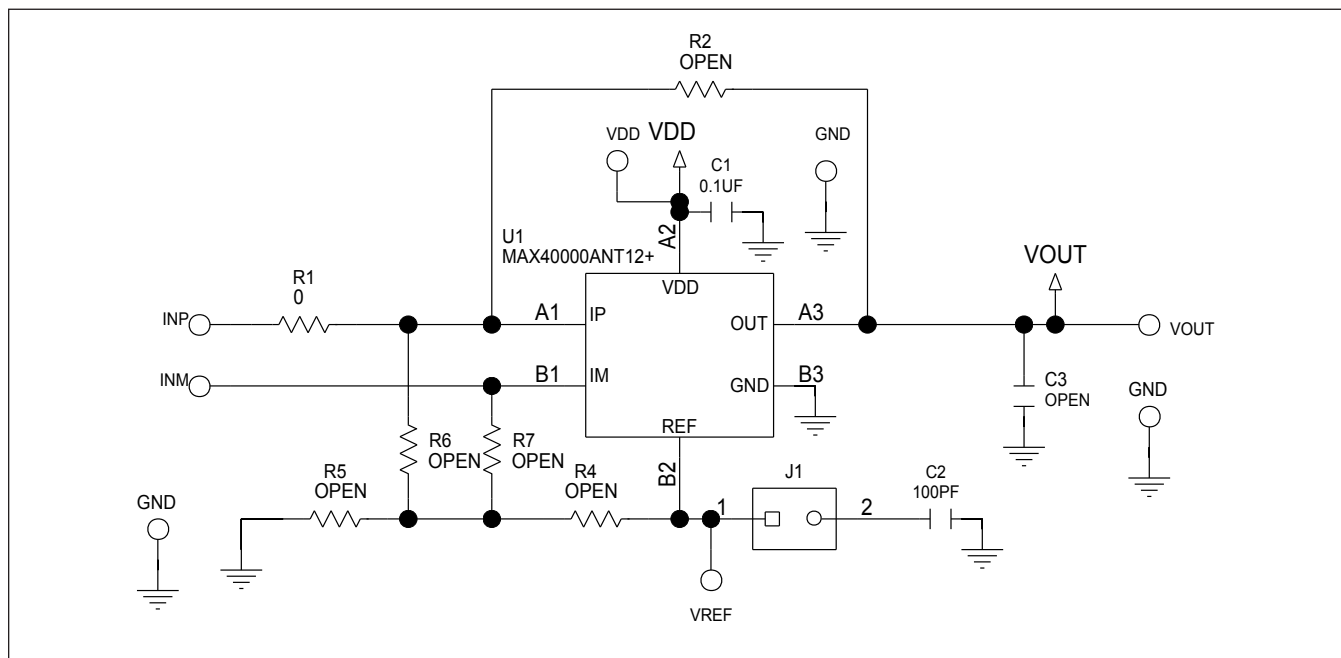 R2
OPEN
VDD
VDD
GND
C1
0.1UF
A2
U1
MAX40000ANT12+
VDD
VOUT
R1
0
INP
A1
IP
OUT
A3
VOUT
INM
B1
IM
GND
B3
C3
OPEN
GND
REF
R6
OPEN
R7
OPEN
B2
R5
OPEN
R4
OPEN
J1
C2
100PF
GND
1
2
VREF